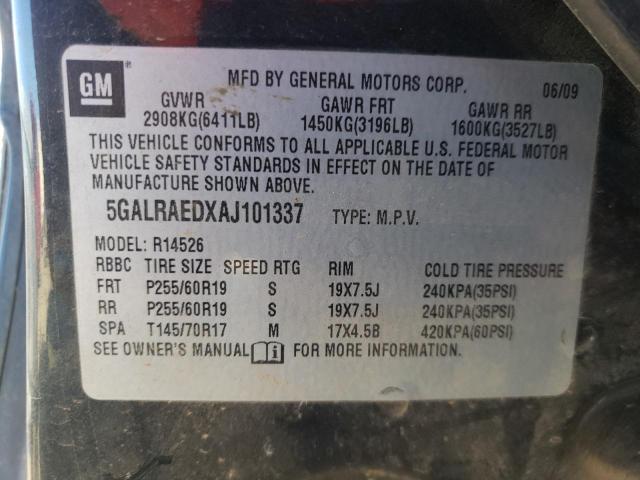 GM
MFD BY GENERAL MOTORS CORP. 06/09
GVWR GAWR FRT GAWR RR
2908KG(6411LB) 1450KG(3196LB) 1600KG(3527LB)
THIS VEHICLE CONFORMS TO ALL APPLICABLE U.S. FEDERAL MOTOR
VEHICLE SAFETY STANDARDS IN EFFECT ON THE DATE OF
MANUFACTURE SHOWN ABOVE.
5GALRAEDXAJ101337 TYPE: M.P.V.
MODEL: R14526
RBBC TIRE SIZE SPEED RTG RIM COLD TIRE PRESSURE
FRT P255/60R19 S 19X7.5J 240KPA(35PSI)
RR P255/60R19 S 19X7.5J 240KPA(35PSI)
SPA T145/70R17 M 17X4.5B 420KPA(60PSI)
SEE OWNER'S MANUAL i FOR MORE INFORMATION.